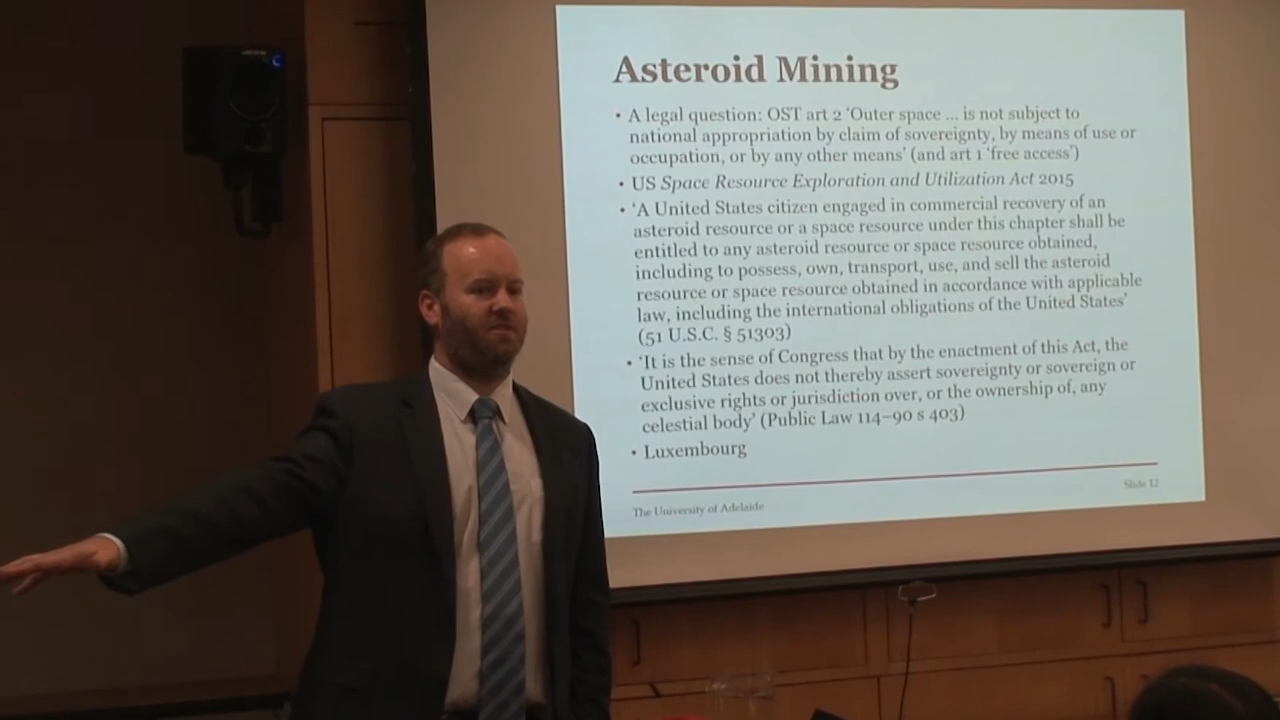 Asteroid Mining
• A legal question: OST art 2 ‘Outer space ... is not subject to
national appropriation by claim of sovereignty, by means of use or
occupation, or by any other means’ (and art 1 ‘free access’)
• US Space Resource Exploration and Utilization Act 2015
• ‘A United States citizen engaged in commercial recovery of an
asteroid resource or a space resource under this chapter shall be
entitled to any asteroid resource or space resource obtained,
including to possess, own, transport, use, and sell the asteroid
resource or space resource obtained in accordance with applicable
law, including the international obligations of the United States’
(51 U.S.C. § 51303)
• ‘It is the sense of Congress that by the enactment of this Act, the
United States does not thereby assert sovereignty or sovereign or
exclusive rights or jurisdiction over, or the ownership of, any
celestial body’ (Public Law 114–90 s 403)
• Luxembourg
The University of Adelaide
Slide 12